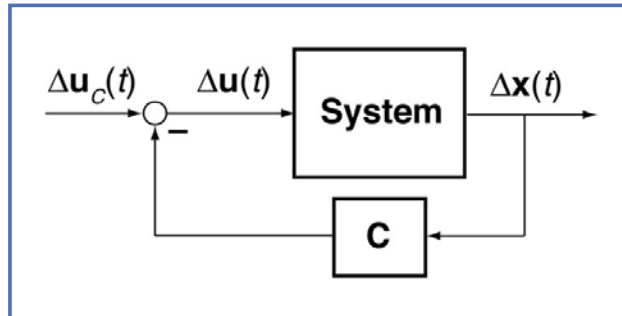 Δu_C(t)
Δu(t)
System
Δx(t)
−
C